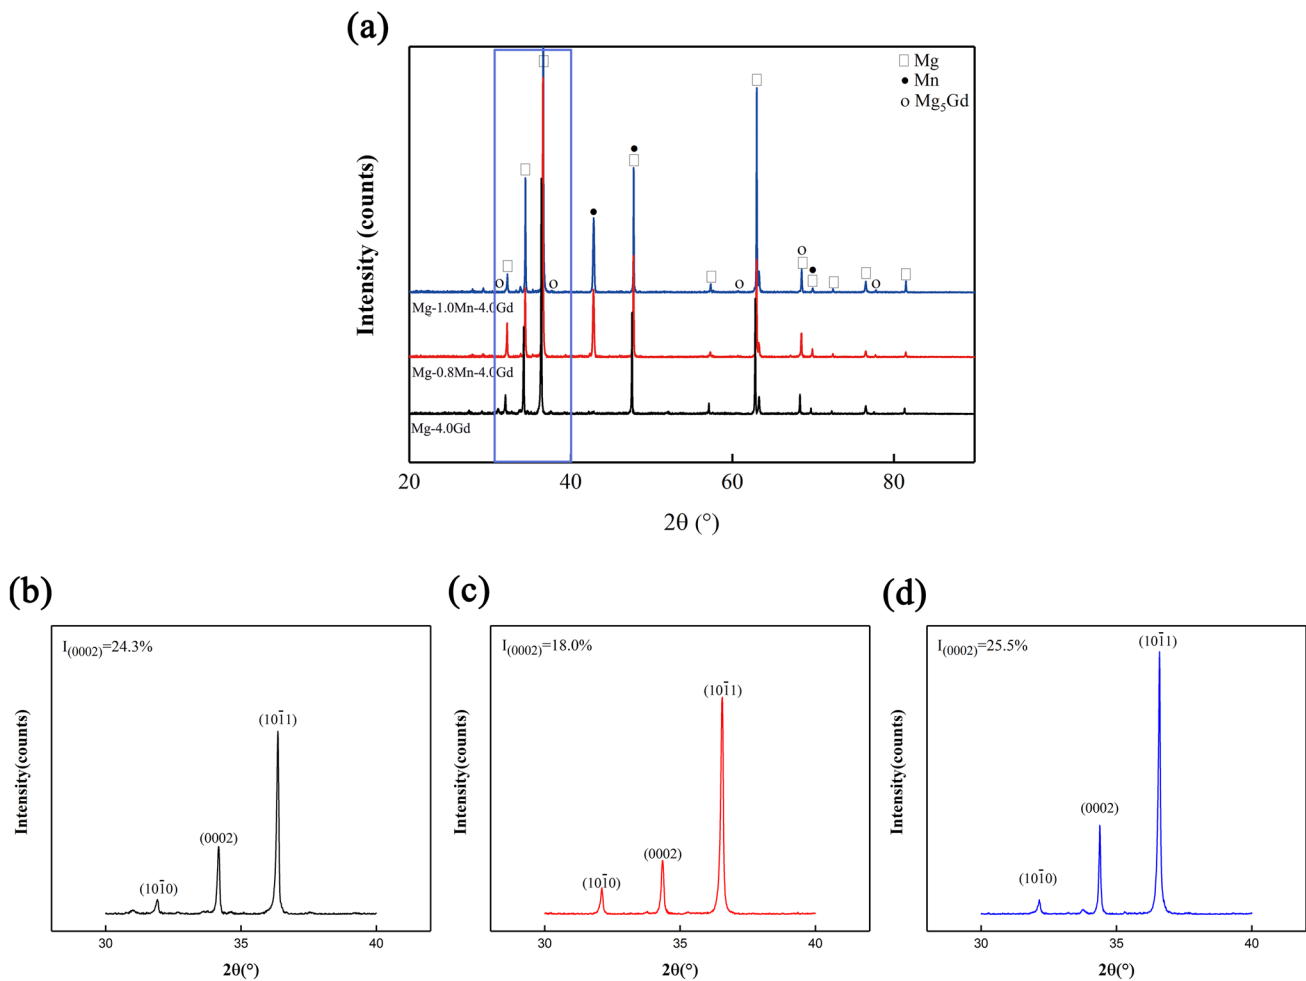 (a)
Intensity (counts)
□ Mg
● Mn
o Mg₅Gd
Mg-1.0Mn-4.0Gd
Mg-0.8Mn-4.0Gd
Mg-4.0Gd
20 40 60 80
2θ (°)
(b)
I(0002)=24.3%
(101̄0)
(0002)
(101̄1)
Intensity(counts)
30 35 40
2θ(°)
(c)
I(0002)=18.0%
(101̄0)
(0002)
(101̄1)
Intensity(counts)
30 35 40
2θ(°)
(d)
I(0002)=25.5%
(101̄0)
(0002)
(101̄1)
Intensity(counts)
30 35 40
2θ(°)